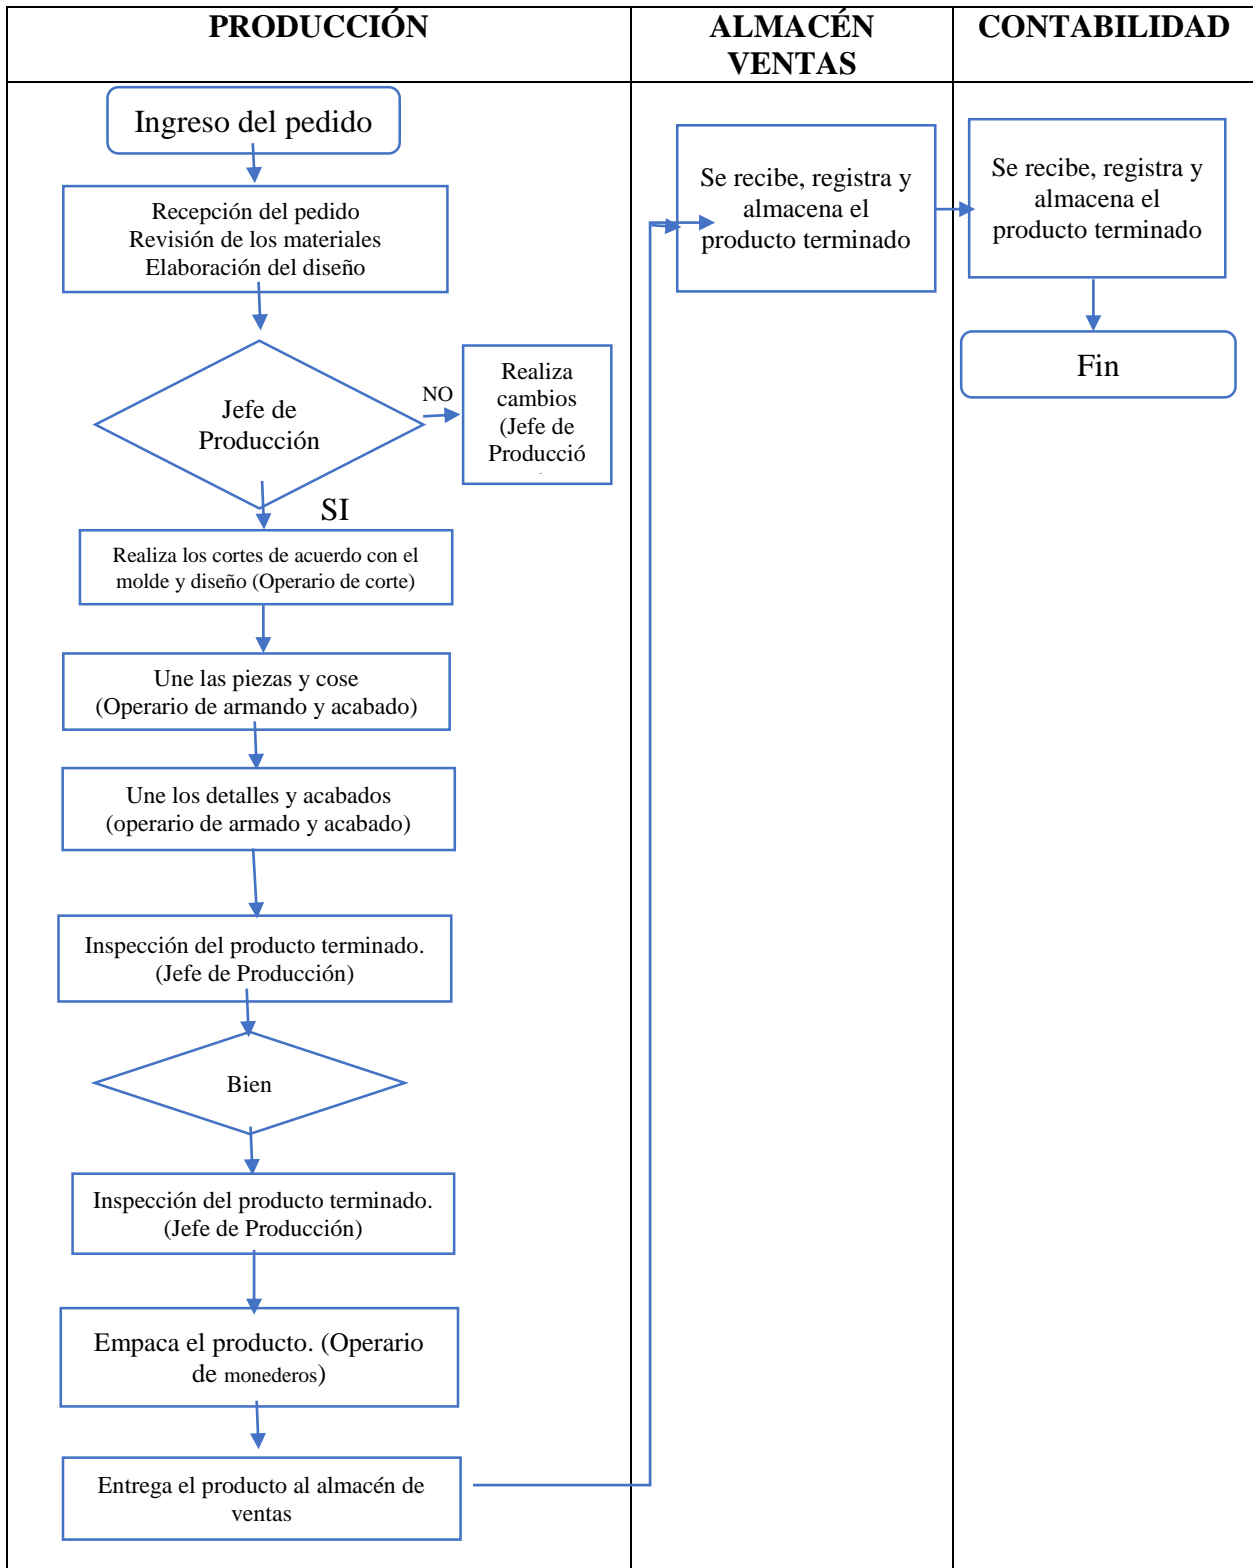 PRODUCCIÓN
ALMACÉN
VENTAS
CONTABILIDAD
Ingreso del pedido
Recepción del pedido
Revisión de los materiales
Elaboración del diseño
Jefe de
Producción
NO
Realiza
cambios
(Jefe de
Producció
SI
Realiza los cortes de acuerdo con el
molde y diseño (Operario de corte)
Une las piezas y cose
(Operario de armando y acabado)
Une los detalles y acabados
(operario de armado y acabado)
Inspección del producto terminado.
(Jefe de Producción)
Bien
Inspección del producto terminado.
(Jefe de Producción)
Empaca el producto. (Operario
de monederos)
Entrega el producto al almacén de
ventas
Se recibe, registra y
almacena el
producto terminado
Se recibe, registra y
almacena el
producto terminado
Fin